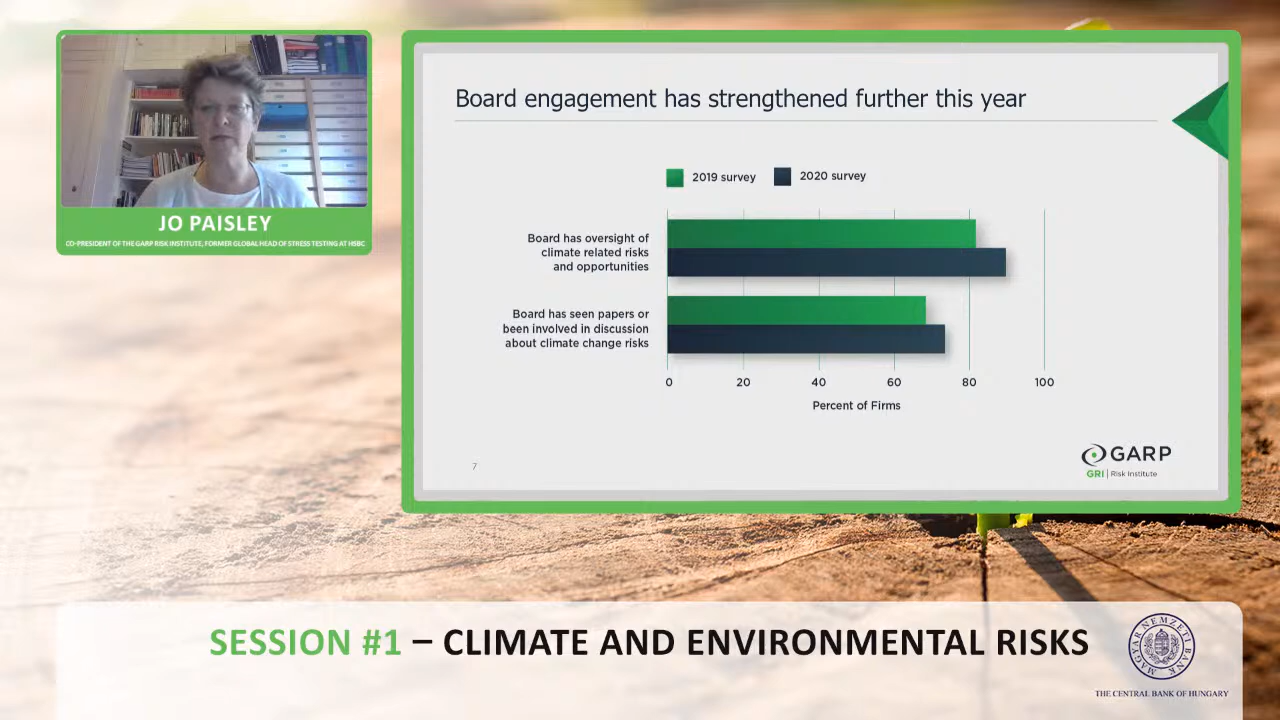 JO PAISLEY
CO-PRESIDENT OF THE GARP RISK INSTITUTE, FORMER GLOBAL HEAD OF STRESS TESTING AT HSBC
Board engagement has strengthened further this year
2019 survey
2020 survey
Board has oversight of
climate related risks
and opportunities
Board has seen papers or
been involved in discussion
about climate change risks
0 20 40 60 80 100
Percent of Firms
7
GARP
GRI | Risk Institute
SESSION #1 – CLIMATE AND ENVIRONMENTAL RISKS
MAGYAR NEMZETI BANK
THE CENTRAL BANK OF HUNGARY